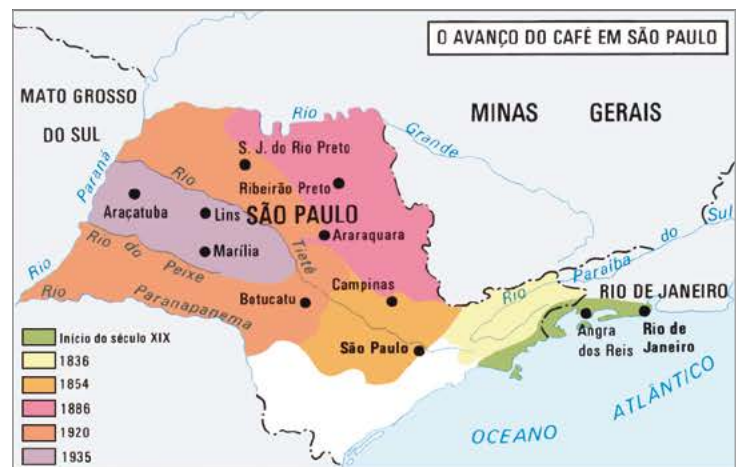 O AVANÇO DO CAFÉ EM SÃO PAULO
MATO GROSSO
DO SUL
MINAS GERAIS
Rio
Grande
Paraná
Rio
S. J. do Rio Preto
Ribeirão Preto
Rio
Tietê
Araçatuba
Lins
SÃO PAULO
Araraquara
Marília
Rio do Peixe
Rio
Paranapanema
Botucatu
Campinas
São Paulo
Rio Paraíba do Sul
RIO DE JANEIRO
Angra
dos Reis
Rio de
Janeiro
OCEANO
ATLÂNTICO
Início do século XIX
1836
1854
1886
1920
1935